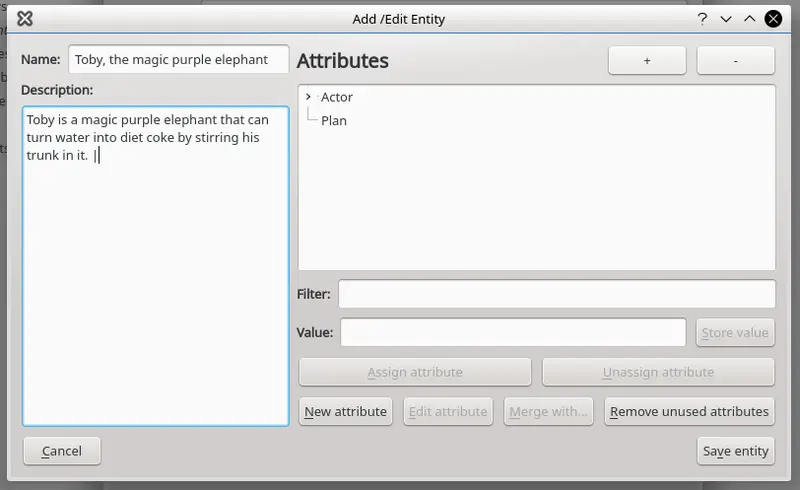 Add /Edit Entity
Name: Toby, the magic purple elephant
Description:
Toby is a magic purple elephant that can
turn water into diet coke by stirring his
trunk in it.
Attributes
+ -
Actor
Plan
Filter:
Value: Store value
Assign attribute Unassign attribute
New attribute Edit attribute Merge with... Remove unused attributes
Cancel Save entity